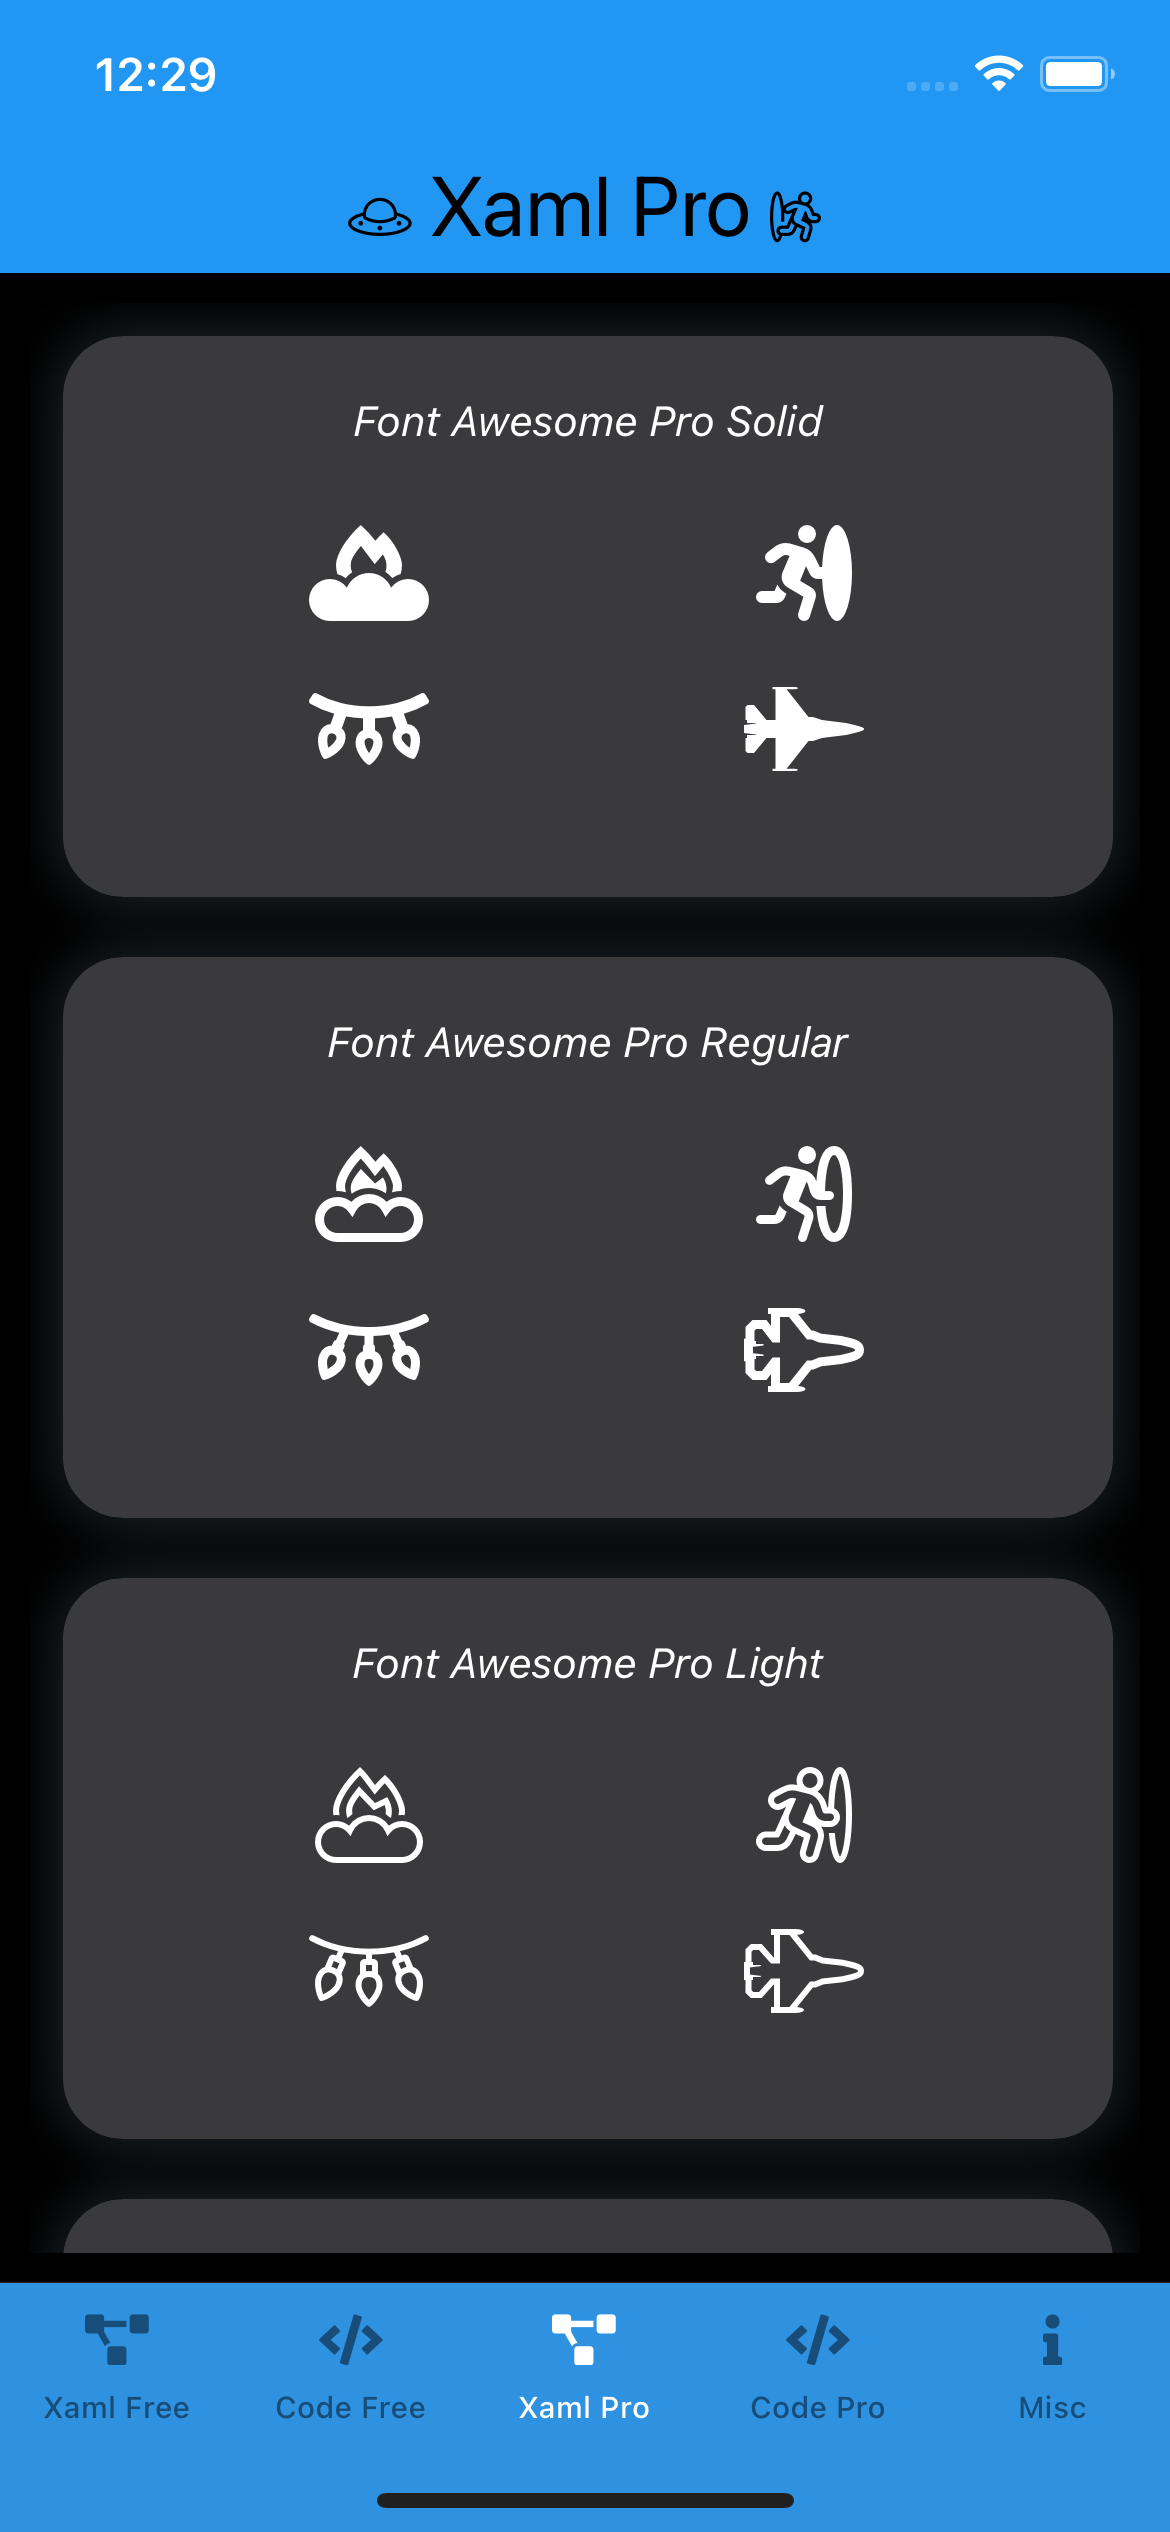 12:29
Xaml Pro
Font Awesome Pro Solid
Font Awesome Pro Regular
Font Awesome Pro Light
Xaml Free
Code Free
Xaml Pro
Code Pro
Misc